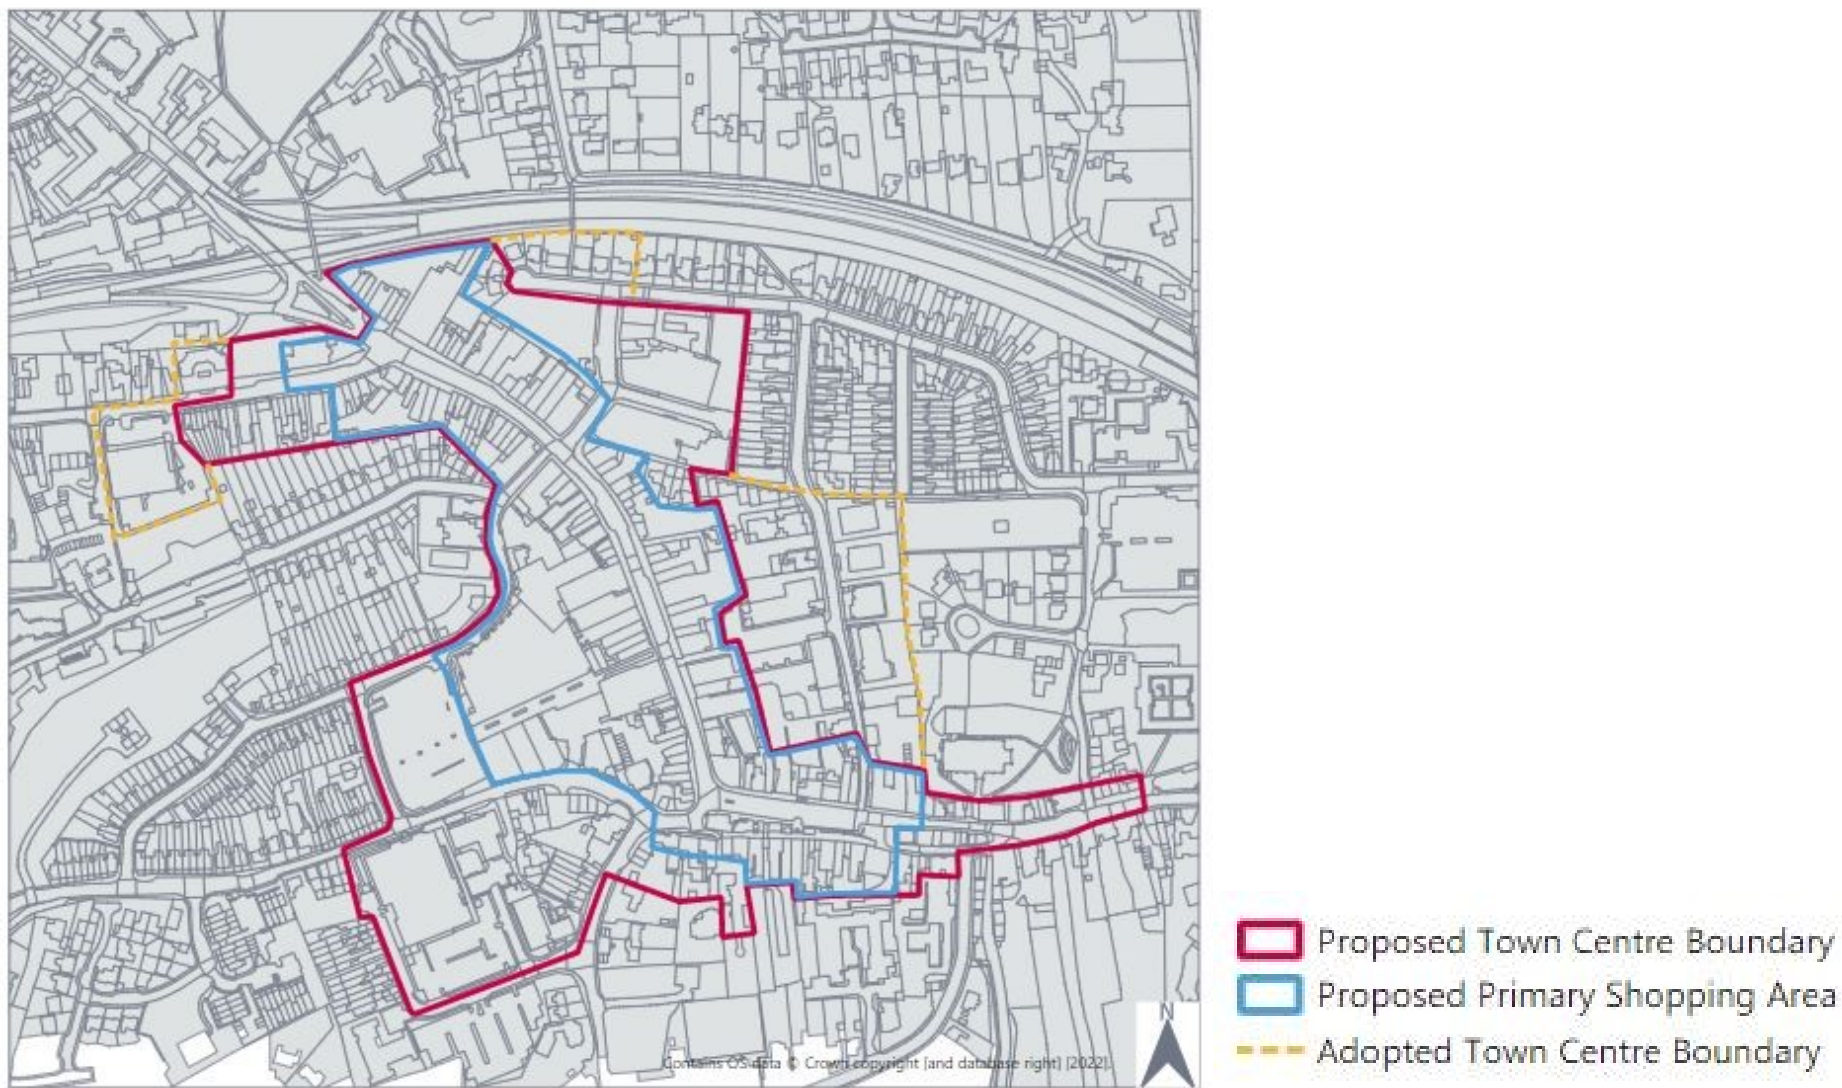 Proposed Town Centre Boundary
Proposed Primary Shopping Area
Adopted Town Centre Boundary
N
Contains OS data © Crown copyright [and database right] [2022].